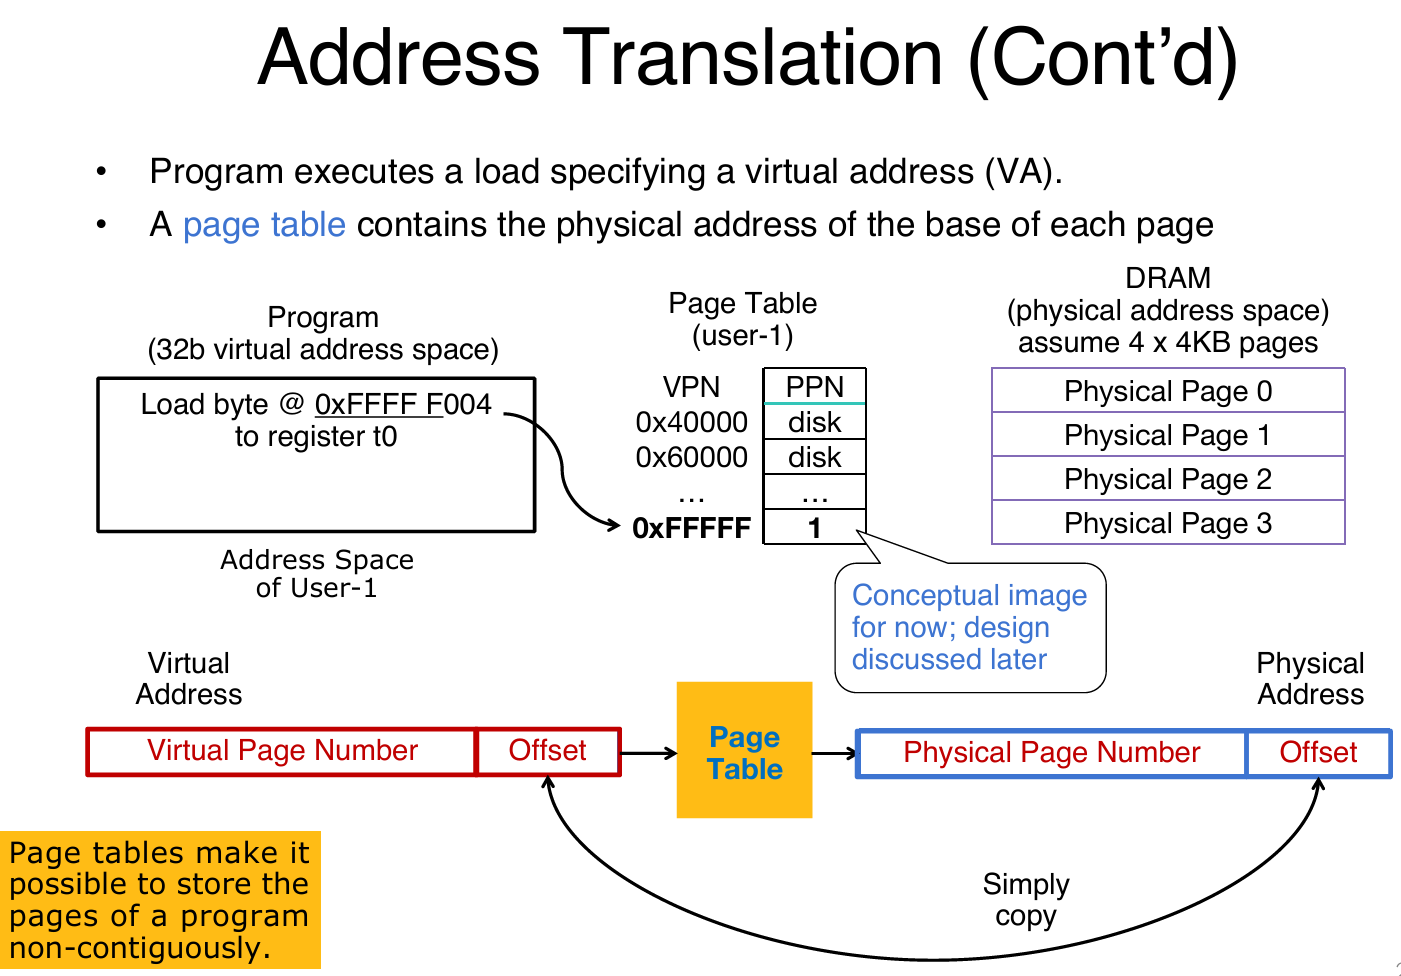 Address Translation (Cont’d)
• Program executes a load specifying a virtual address (VA).
• A page table contains the physical address of the base of each page
Program
(32b virtual address space)
Load byte @ 0xFFFF F004
to register t0
Address Space
of User-1
Page Table
(user-1)
VPN PPN
0x40000 disk
0x60000 disk
... ...
0xFFFFF 1
DRAM
(physical address space)
assume 4 x 4KB pages
Physical Page 0
Physical Page 1
Physical Page 2
Physical Page 3
Conceptual image
for now; design
discussed later
Virtual
Address
Virtual Page Number Offset
Page
Table
Physical
Address
Physical Page Number Offset
Simply
copy
Page tables make it
possible to store the
pages of a program
non-contiguously.